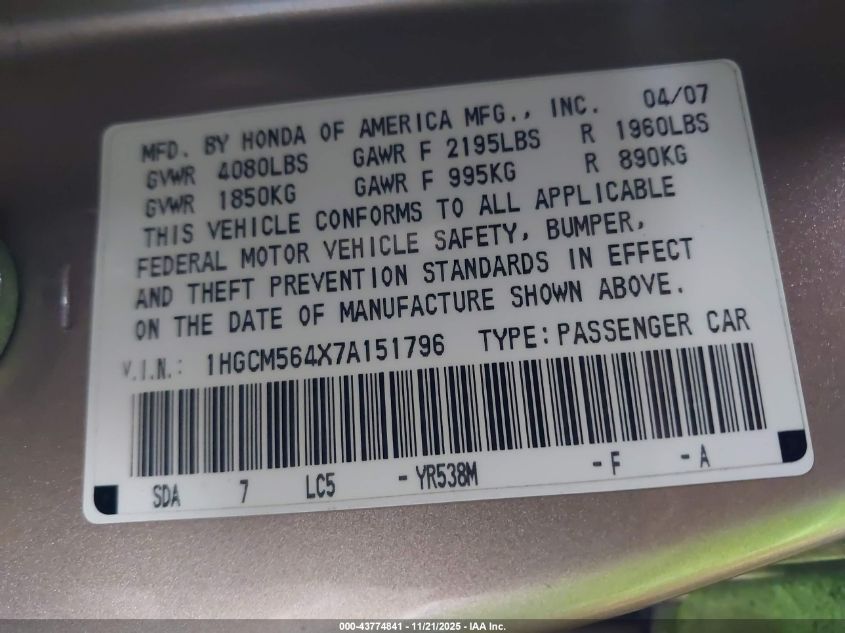 MFD. BY HONDA OF AMERICA MFG., INC. 04/07
GVWR 4080LBS GAWR F 2195LBS R 1960LBS
GVWR 1850KG GAWR F 995KG R 890KG
THIS VEHICLE CONFORMS TO ALL APPLICABLE
FEDERAL MOTOR VEHICLE SAFETY, BUMPER,
AND THEFT PREVENTION STANDARDS IN EFFECT
ON THE DATE OF MANUFACTURE SHOWN ABOVE.
V.I.N.: 1HGCM564X7A151796 TYPE: PASSENGER CAR
SDA 7 LC5 - YR538M - F - A
000-43774841 - 11/21/2025 - IAA Inc.